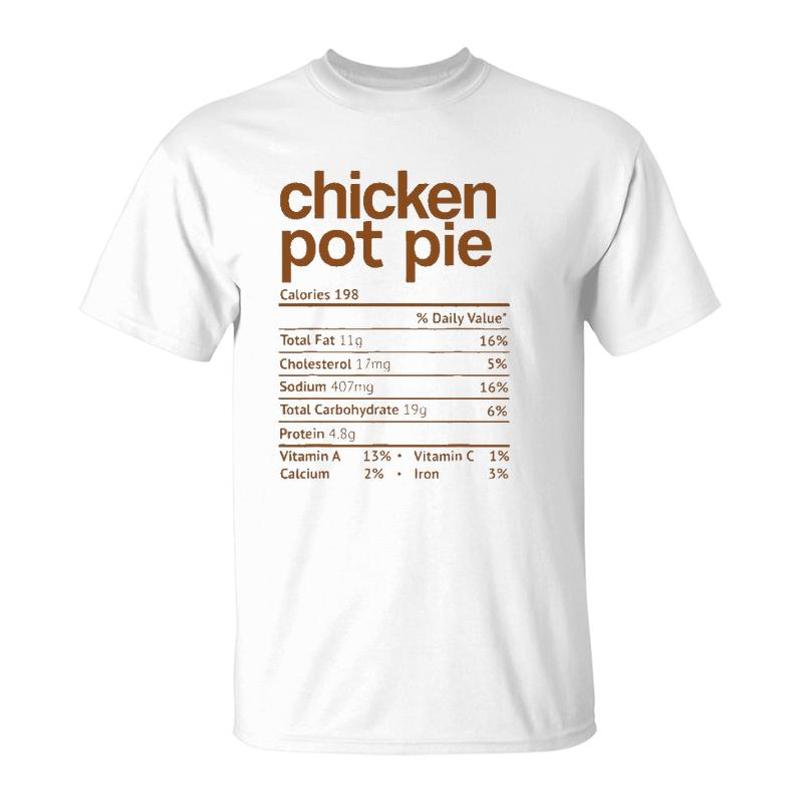 chicken
pot pie
Calories 198
% Daily Value*
Total Fat 11g 16%
Cholesterol 17mg 5%
Sodium 407mg 16%
Total Carbohydrate 19g 6%
Protein 4.8g
Vitamin A 13% • Vitamin C 1%
Calcium 2% • Iron 3%